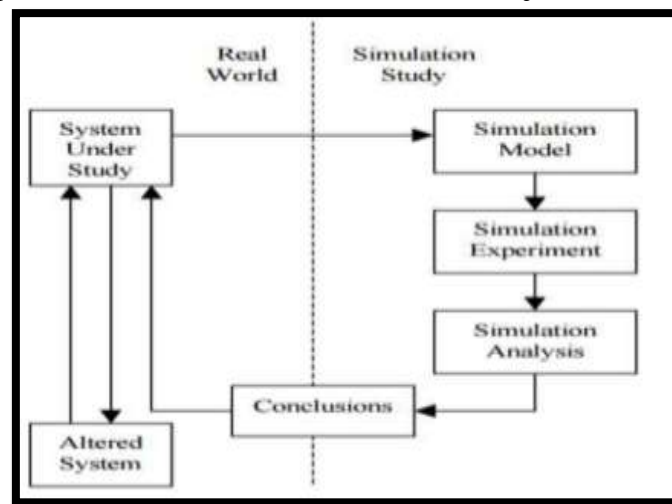 Real
World
Simulation
Study
System
Under
Study
Simulation
Model
Simulation
Experiment
Simulation
Analysis
Conclusions
Altered
System